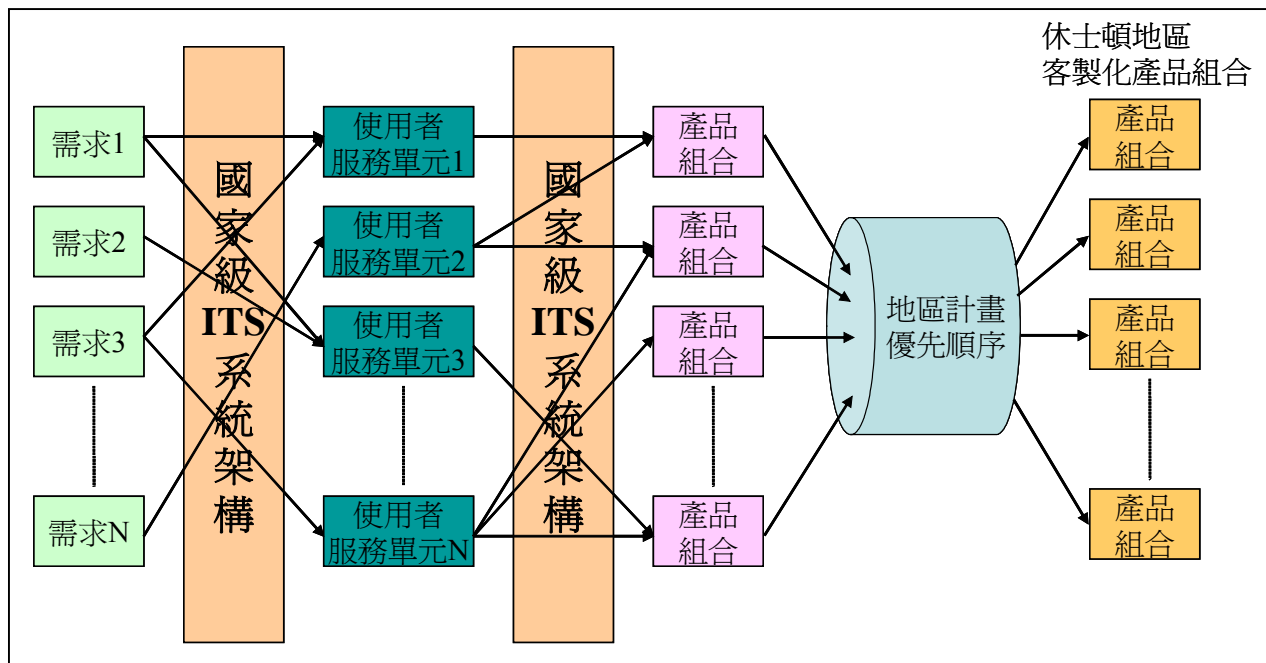 休士頓地區
客製化產品組合
需求1
需求2
需求3
需求N
國
家
級
ITS
系
統
架
構
使用者
服務單元1
使用者
服務單元2
使用者
服務單元3
使用者
服務單元N
國
家
級
ITS
系
統
架
構
產品
組合
產品
組合
產品
組合
產品
組合
地區計畫
優先順序
產品
組合
產品
組合
產品
組合
產品
組合